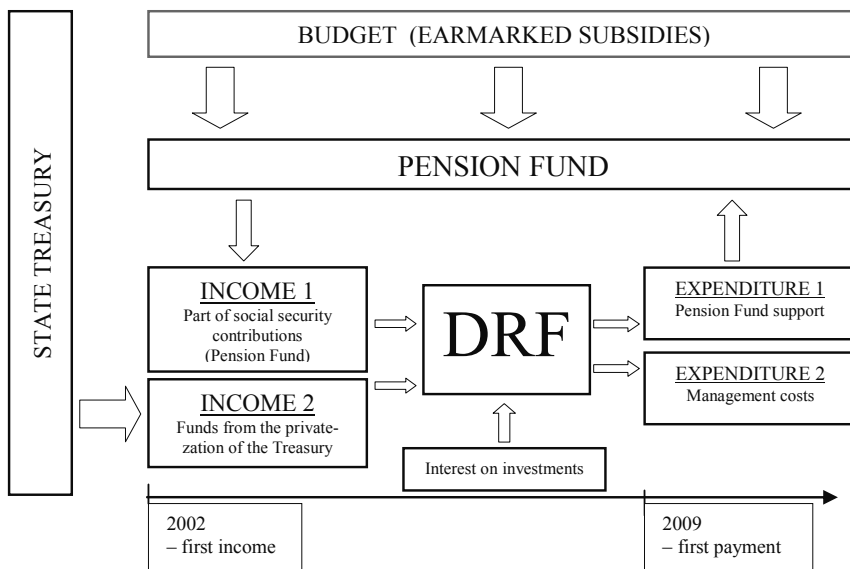 STATE TREASURY
BUDGET (EARMARKED SUBSIDIES)
PENSION FUND
INCOME 1
Part of social security
contributions
(Pension Fund)
INCOME 2
Funds from the private-
zation of the Treasury
DRF
Interest on investments
EXPENDITURE 1
Pension Fund support
EXPENDITURE 2
Management costs
2002
– first income
2009
– first payment